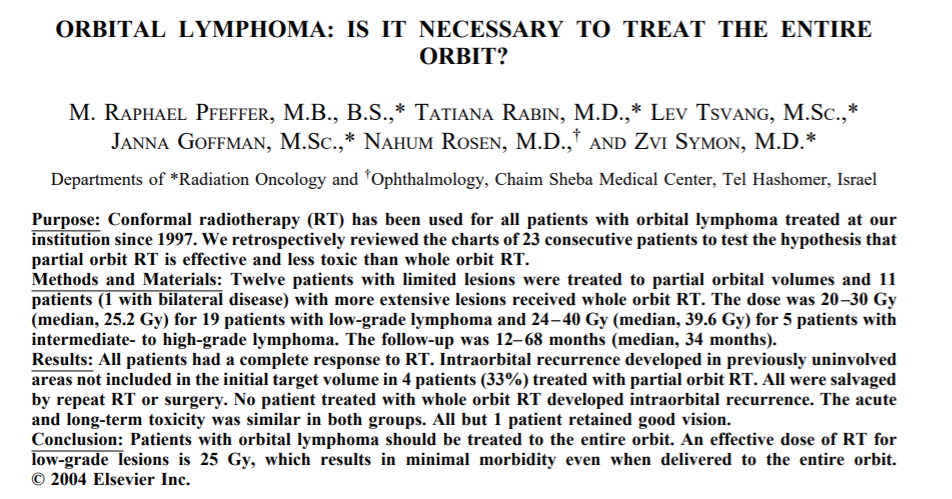 ORBITAL LYMPHOMA: IS IT NECESSARY TO TREAT THE ENTIRE
ORBIT?
M. RAPHAEL PFEFFER, M.B., B.S.,* TATIANA RABIN, M.D.,* LEV TSVANG, M.SC.,*
JANNA GOFFMAN, M.SC.,* NAHUM ROSEN, M.D.,† AND ZVI SYMON, M.D.*
Departments of *Radiation Oncology and †Ophthalmology, Chaim Sheba Medical Center, Tel Hashomer, Israel
Purpose: Conformal radiotherapy (RT) has been used for all patients with orbital lymphoma treated at our
institution since 1997. We retrospectively reviewed the charts of 23 consecutive patients to test the hypothesis that
partial orbit RT is effective and less toxic than whole orbit RT.
Methods and Materials: Twelve patients with limited lesions were treated to partial orbital volumes and 11
patients (1 with bilateral disease) with more extensive lesions received whole orbit RT. The dose was 20–30 Gy
(median, 25.2 Gy) for 19 patients with low-grade lymphoma and 24–40 Gy (median, 39.6 Gy) for 5 patients with
intermediate- to high-grade lymphoma. The follow-up was 12–68 months (median, 34 months).
Results: All patients had a complete response to RT. Intraorbital recurrence developed in previously uninvolved
areas not included in the initial target volume in 4 patients (33%) treated with partial orbit RT. All were salvaged
by repeat RT or surgery. No patient treated with whole orbit RT developed intraorbital recurrence. The acute
and long-term toxicity was similar in both groups. All but 1 patient retained good vision.
Conclusion: Patients with orbital lymphoma should be treated to the entire orbit. An effective dose of RT for
low-grade lesions is 25 Gy, which results in minimal morbidity even when delivered to the entire orbit.
© 2004 Elsevier Inc.